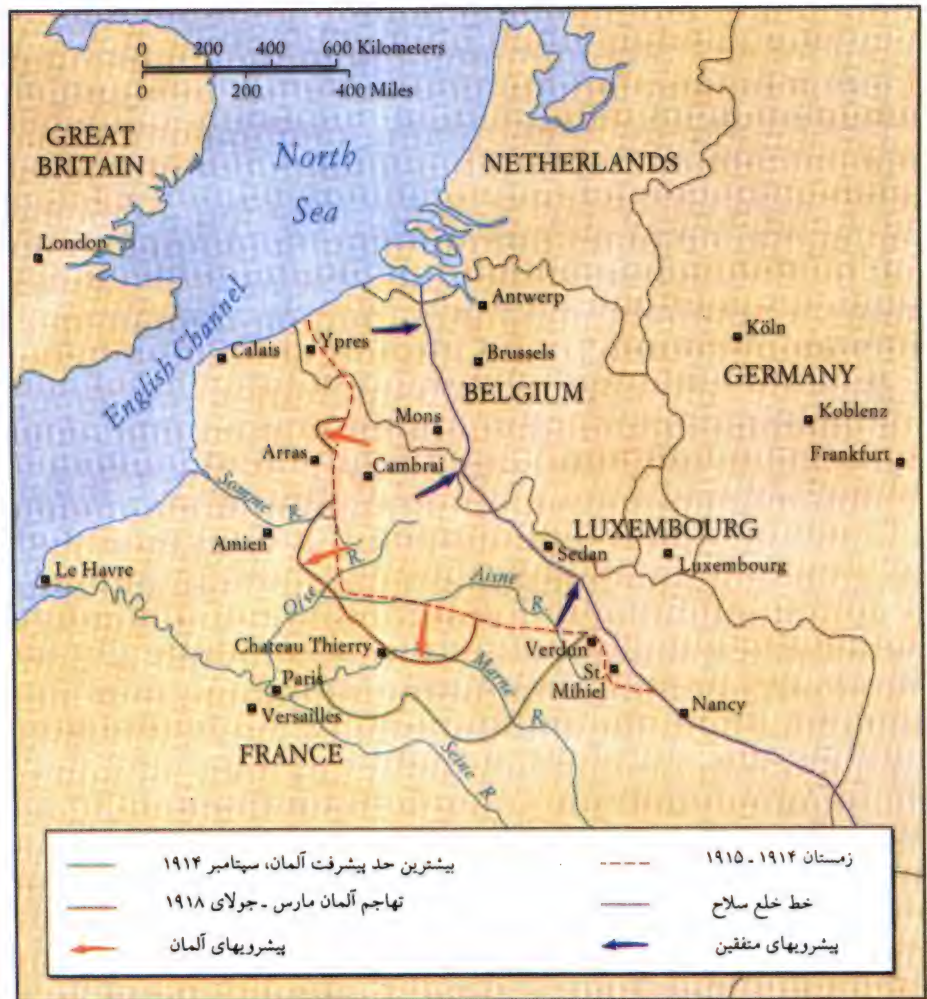 0 200 400 600 Kilometers
0 200 400 Miles
GREAT
BRITAIN
North
Sea
NETHERLANDS
London
English Channel
Antwerp
Calais
Ypres
Brussels
Köln
BELGIUM
GERMANY
Mons
Koblenz
Arras
Cambrai
Frankfurt
Somme R.
Amien
LUXEMBOURG
Sedan
Luxembourg
Le Havre
Oise R.
Aisne R.
Chateau Thierry
Verdun
St.
Mihiel
Marne R.
Paris
Versailles
Nancy
FRANCE
Seine R.
زمستان ۱۹۱۴ ـ ۱۹۱۵
بیشترین حد پیشرفت آلمان، سپتامبر ۱۹۱۴
خط خلع سلاح
تهاجم آلمان مارس ـ جولای ۱۹۱۸
پیشرویهای متفقین
پیشرویهای آلمان